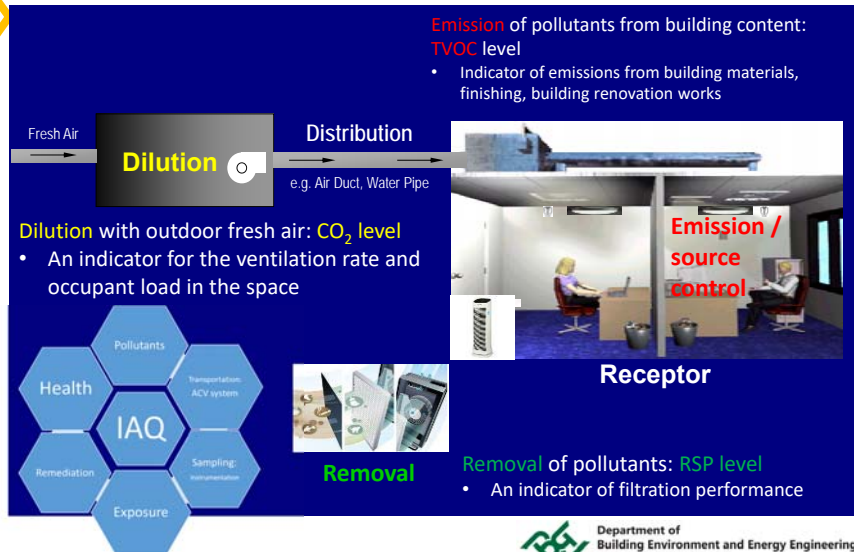 Emission of pollutants from building content:
TVOC level
• Indicator of emissions from building materials,
finishing, building renovation works
Fresh Air
Dilution
Distribution
e.g. Air Duct, Water Pipe
Dilution with outdoor fresh air: CO₂ level
• An indicator for the ventilation rate and
occupant load in the space
Emission /
source
control
Receptor
Pollutants
Health
Transportation:
ACV system
IAQ
Remediation
Sampling:
Instrumentation
Exposure
Removal
Removal of pollutants: RSP level
• An indicator of filtration performance
Department of
Building Environment and Energy Engineering